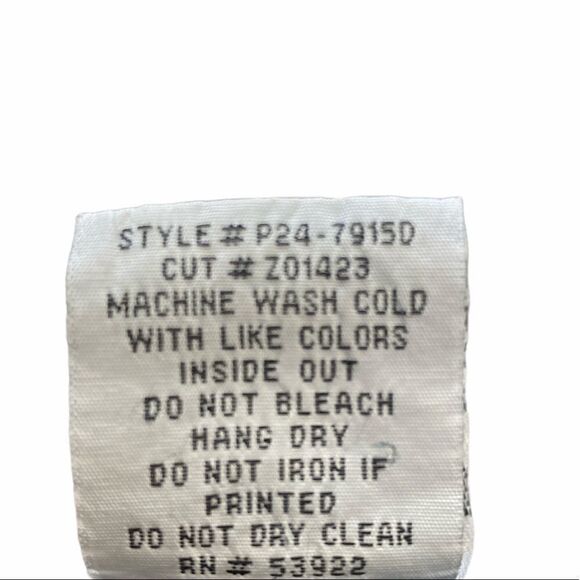 STYLE # P24-7915D
CUT # Z01423
MACHINE WASH COLD
WITH LIKE COLORS
INSIDE OUT
DO NOT BLEACH
HANG DRY
DO NOT IRON IF
PRINTED
DO NOT DRY CLEAN
RN # 53922